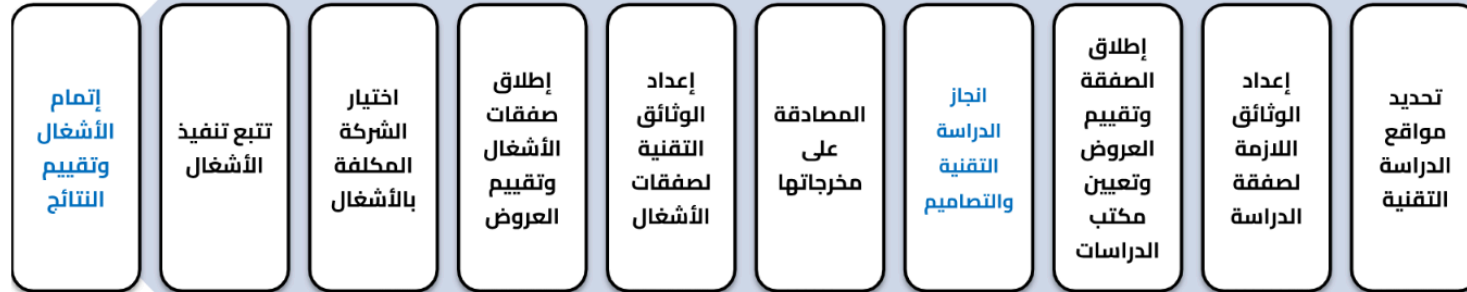 تحديد
مواقع
الدراسة
التقنية
إعداد
الوثائق
اللازمة
لصفقة
الدراسة
إطلاق
الصفقة
وتقييم
العروض
وتعيين
مكتب
الدراسات
انجاز
الدراسة
التقنية
والتصاميم
المصادقة
على
مخرجاتها
إعداد
الوثائق
التقنية
لصفقات
الأشغال
إطلاق
صفقات
الأشغال
وتقييم
العروض
اختيار
الشركة
المكلفة
بالأشغال
تتبع تنفيذ
الأشغال
إتمام
الأشغال
وتقييم
النتائج